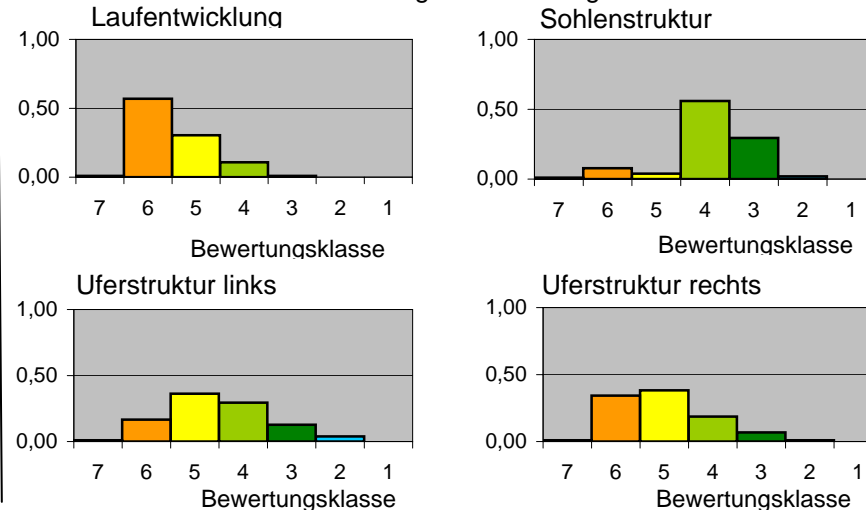 Laufentwicklung
1,00
0,50
0,00
7 6 5 4 3 2 1
Bewertungsklasse
Sohlenstruktur
1,00
0,50
0,00
7 6 5 4 3 2 1
Bewertungsklasse
Uferstruktur links
1,00
0,50
0,00
7 6 5 4 3 2 1
Bewertungsklasse
Uferstruktur rechts
1,00
0,50
0,00
7 6 5 4 3 2 1
Bewertungsklasse